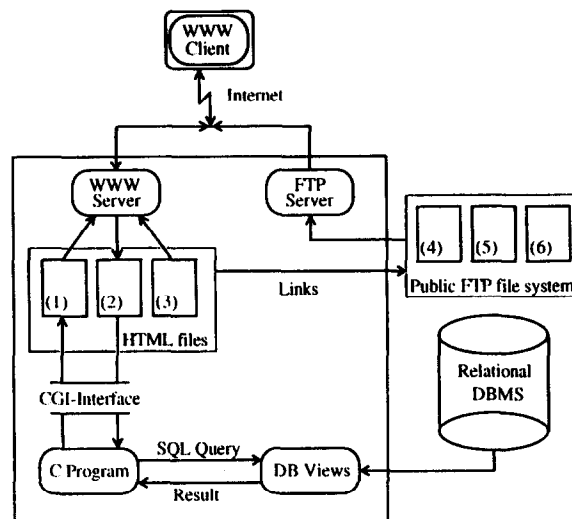 WWW
Client
Internet
WWW
Server
FTP
Server
(1)
(2)
(3)
HTML files
Links
(4)
(5)
(6)
Public FTP file system
Relational
DBMS
CGI-Interface
C Program
SQL Query
Result
DB Views